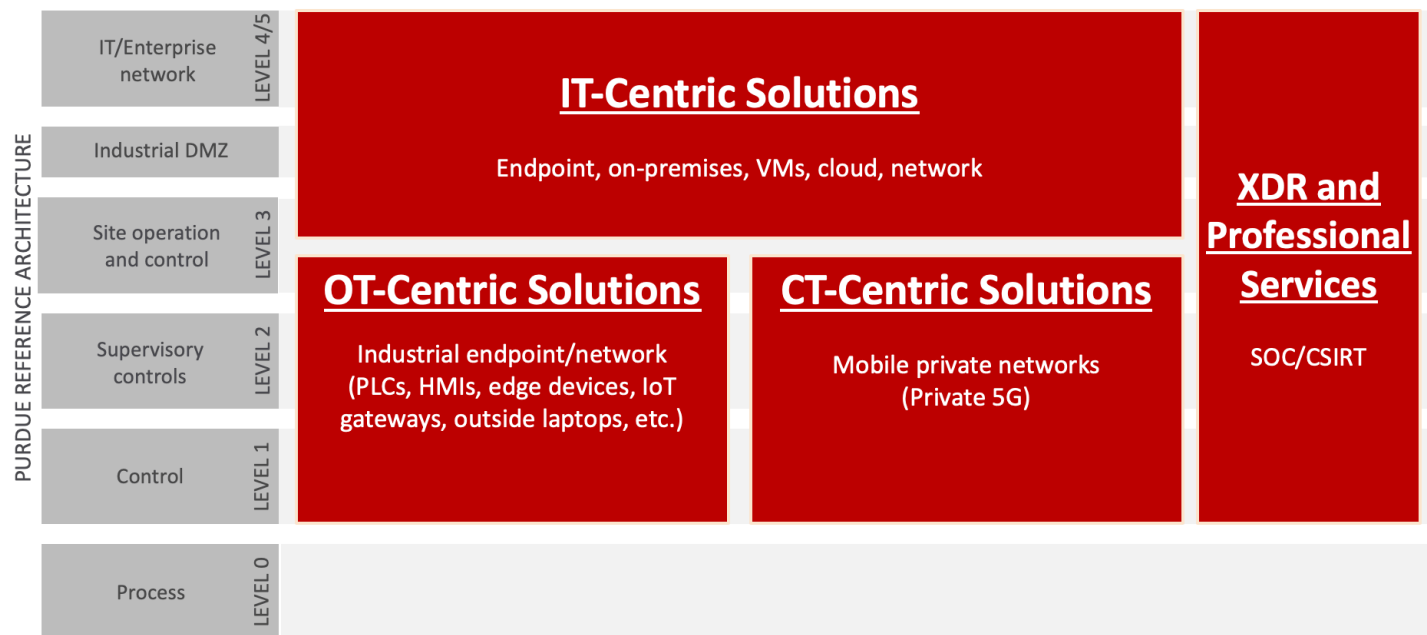 PURDUE REFERENCE ARCHITECTURE
IT/Enterprise
network
LEVEL 4/5
Industrial DMZ
Site operation
and control
LEVEL 3
Supervisory
controls
LEVEL 2
Control
LEVEL 1
Process
LEVEL 0
IT-Centric Solutions
Endpoint, on-premises, VMs, cloud, network
OT-Centric Solutions
Industrial endpoint/network
(PLCs, HMIs, edge devices, IoT
gateways, outside laptops, etc.)
CT-Centric Solutions
Mobile private networks
(Private 5G)
XDR and
Professional
Services
SOC/CSIRT